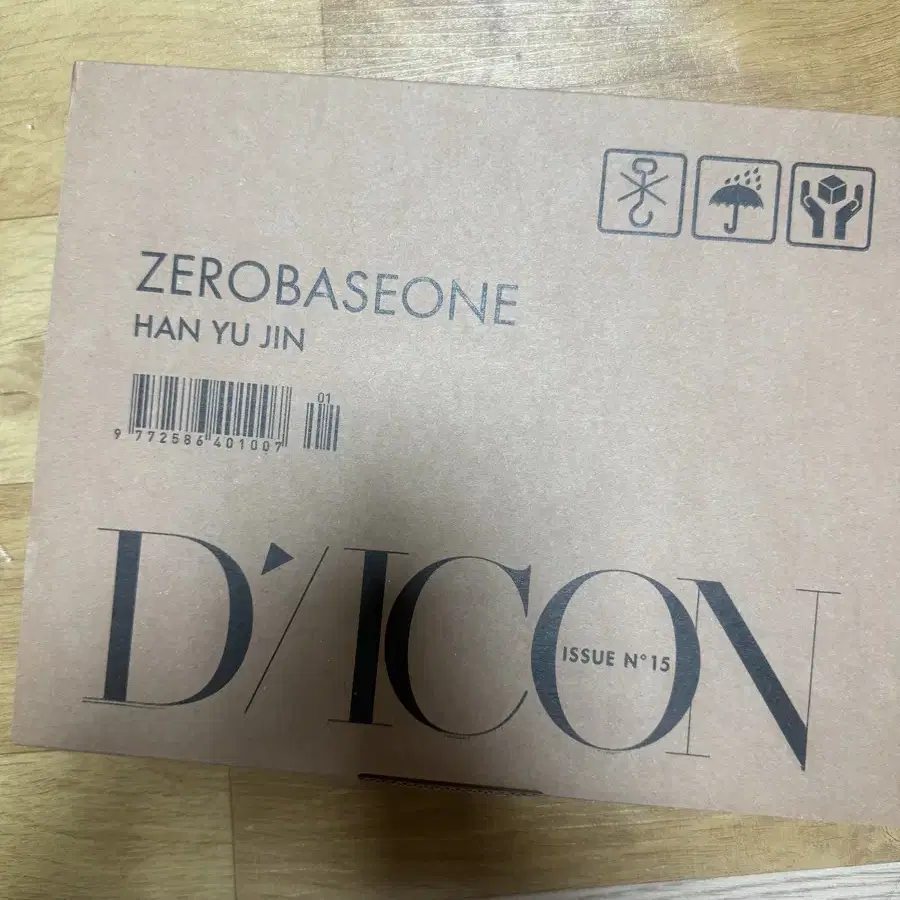 ZEROBASEONE
HAN YU JIN
01
9 772586 401007
D'/ICON
ISSUE N°15